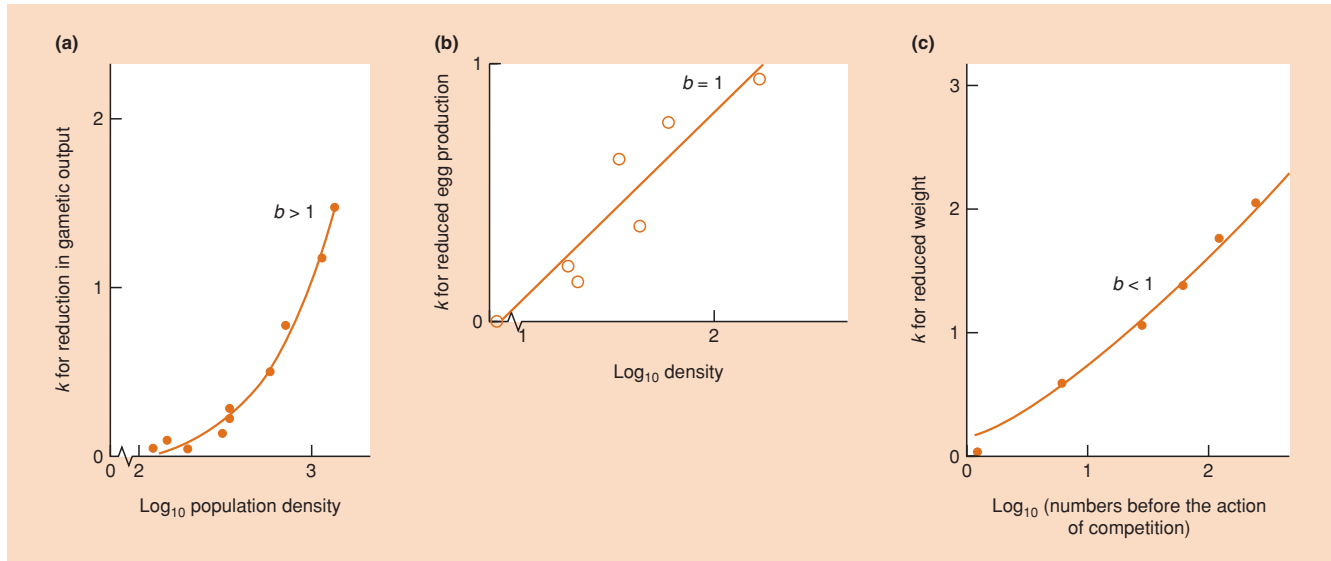 (a)
k for reduction in gametic output
2
1
0
b > 1
0 2 3
Log10 population density
(b)
k for reduced egg production
1
0
b = 1
1 2
Log10 density
(c)
k for reduced weight
3
2
1
0
b < 1
0 1 2
Log10 (numbers before the action
of competition)